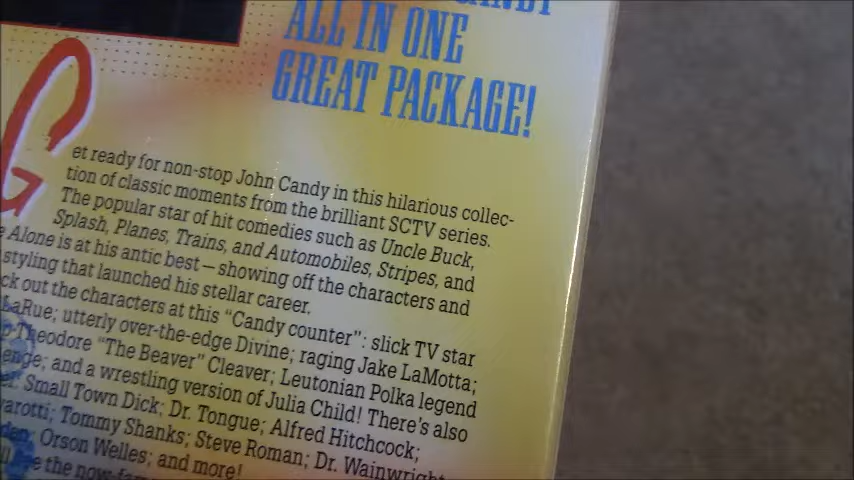 ALL IN ONE
GREAT PACKAGE!
Get ready for non-stop John Candy in this hilarious collec-
tion of classic moments from the brilliant SCTV series.
The popular star of hit comedies such as Uncle Buck,
Splash, Planes, Trains, and Automobiles, Stripes, and
Alone is at his antic best—showing off the characters and
styling that launched his stellar career.
out the characters at this "Candy counter": slick TV star
LaRue; utterly over-the-edge Divine; raging Jake LaMotta;
Theodore "The Beaver" Cleaver; Leutonian Polka legend
and a wrestling version of Julia Child! There's also
Small Town Dick; Dr. Tongue; Alfred Hitchcock;
Tommy Shanks; Steve Roman; Dr. Wainwright
Orson Welles; and more!
the